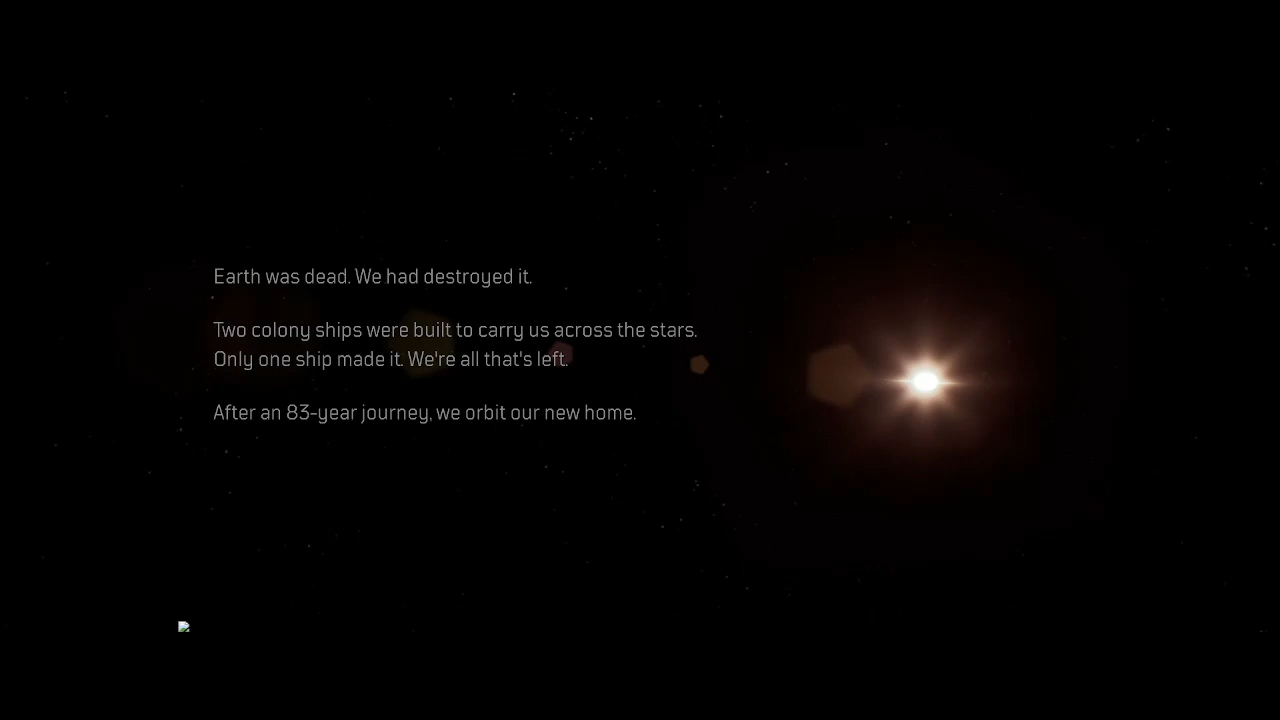 Earth was dead. We had destroyed it.
Two colony ships were built to carry us across the stars.
Only one ship made it. We're all that's left.
After an 83-year journey, we orbit our new home.